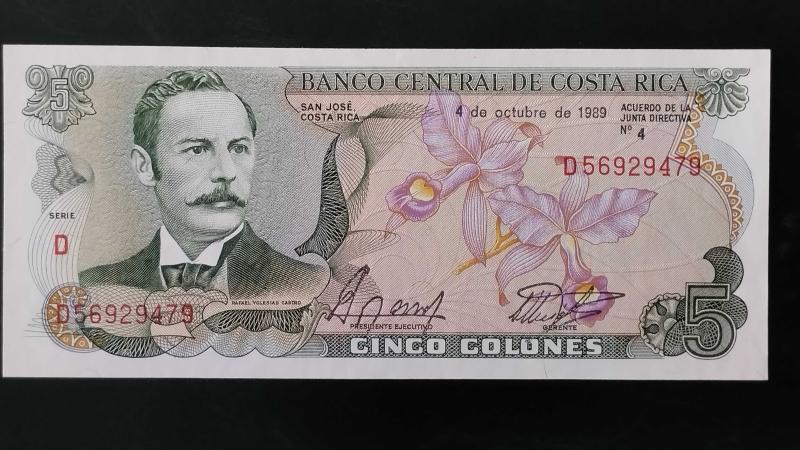 5
BANCO CENTRAL DE COSTA RICA
SAN JOSÉ,
COSTA RICA
4 de octubre de 1989
ACUERDO DE LA
JUNTA DIRECTIVA
Nº 4
D56929479
SERIE
D
RAFAEL YGLESIAS CASTRO
D56929479
PRESIDENTE EJECUTIVO
GERENTE
5
CINCO COLONES